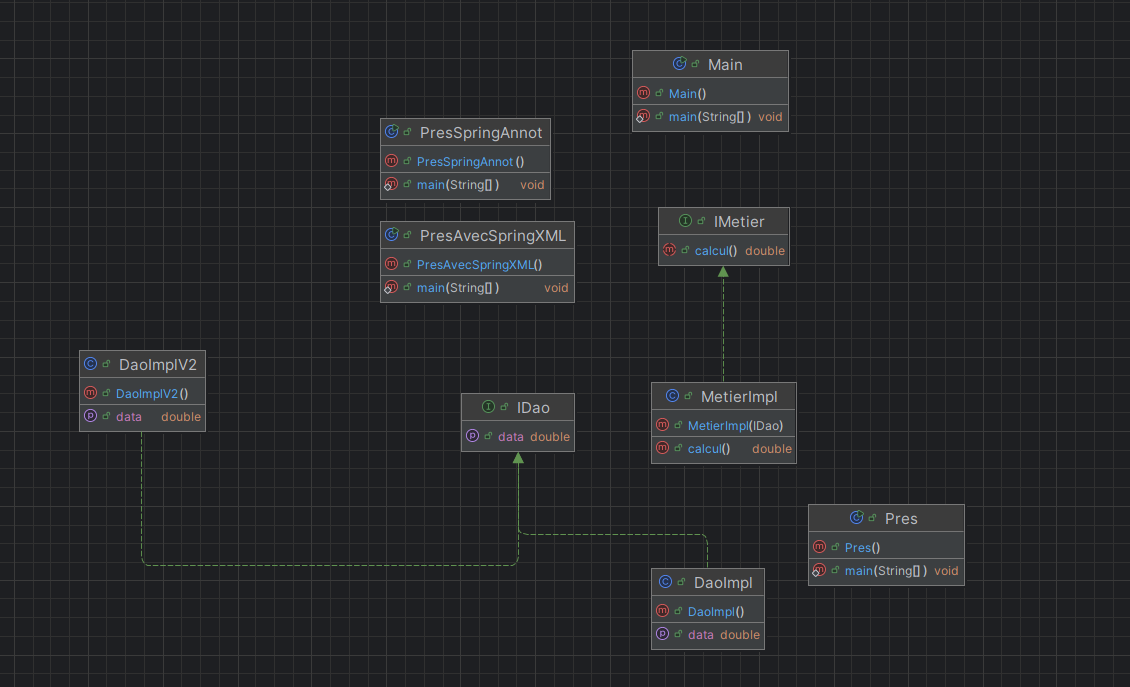 Main
Main()
main(String[]) void
PresSpringAnnot
PresSpringAnnot()
main(String[]) void
PresAvecSpringXML
PresAvecSpringXML()
main(String[]) void
IMetier
calcul() double
DaoImplV2
DaoImplV2()
data double
IDao
data double
MetierImpl
MetierImpl(IDao)
calcul() double
Pres
Pres()
main(String[]) void
DaoImpl
DaoImpl()
data double